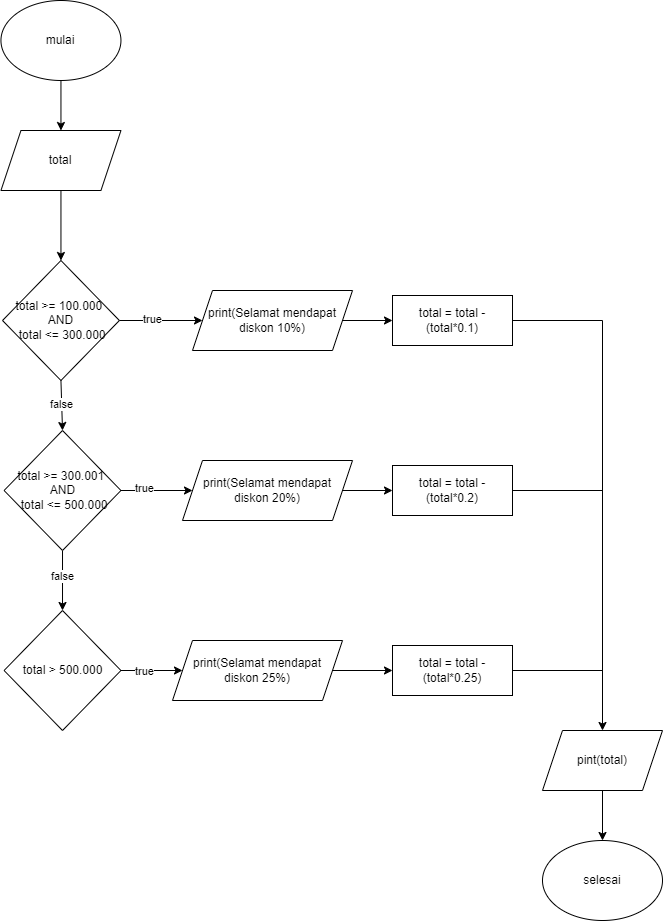 mulai
total
total >= 100.000
AND
total <= 300.000
true
print(Selamat mendapat
diskon 10%)
total = total -
(total*0.1)
false
total >= 300.001
AND
total <= 500.000
true
print(Selamat mendapat
diskon 20%)
total = total -
(total*0.2)
false
total > 500.000
true
print(Selamat mendapat
diskon 25%)
total = total -
(total*0.25)
pint(total)
selesai